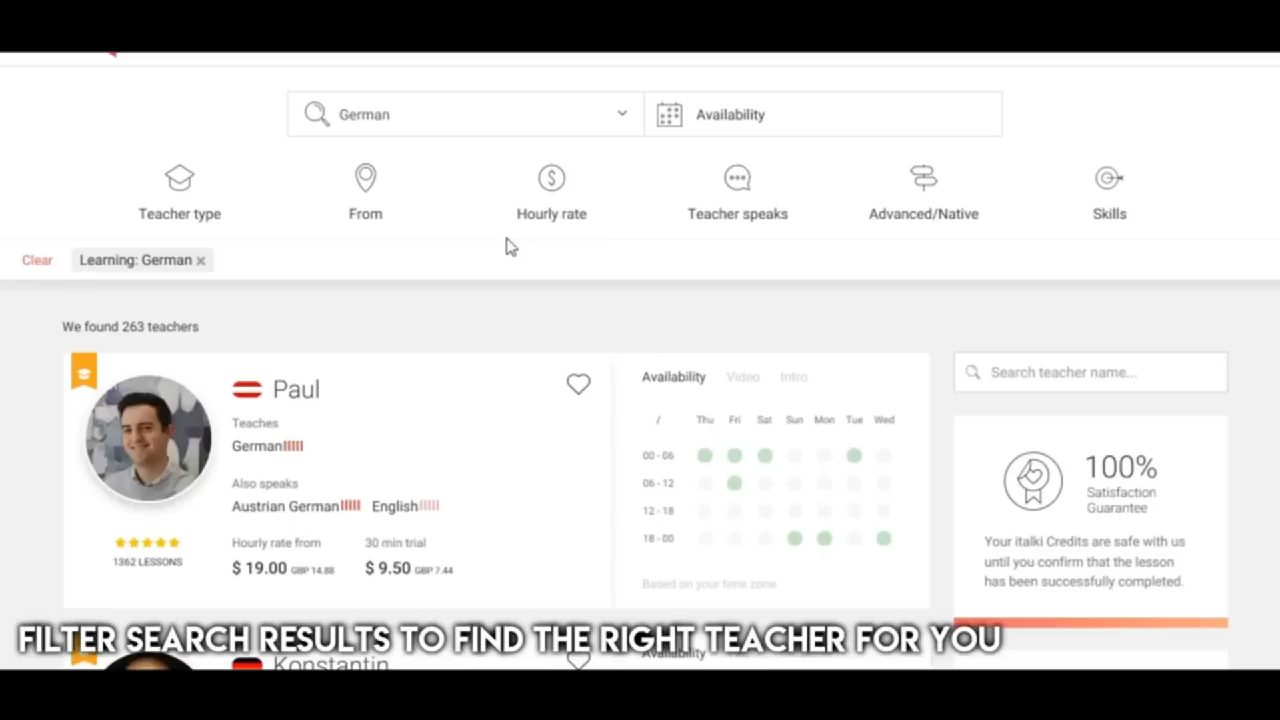 German
Availability
Teacher type
From
Hourly rate
Teacher speaks
Advanced/Native
Skills
Clear
Learning: German ×
We found 263 teachers
Paul
Teaches
German
Also speaks
Austrian German English
Hourly rate from 30 min trial
$ 19.00 GBP 14.88 $ 9.50 GBP 7.44
1362 LESSONS
Availability Video Intro
/ Thu Fri Sat Sun Mon Tue Wed
00 - 06
06 - 12
12 - 18
18 - 00
Based on your time zone
Search teacher name...
100%
Satisfaction
Guarantee
Your italki Credits are safe with us
until you confirm that the lesson
has been successfully completed.
FILTER SEARCH RESULTS TO FIND THE RIGHT TEACHER FOR YOU
Konstantin
Availability